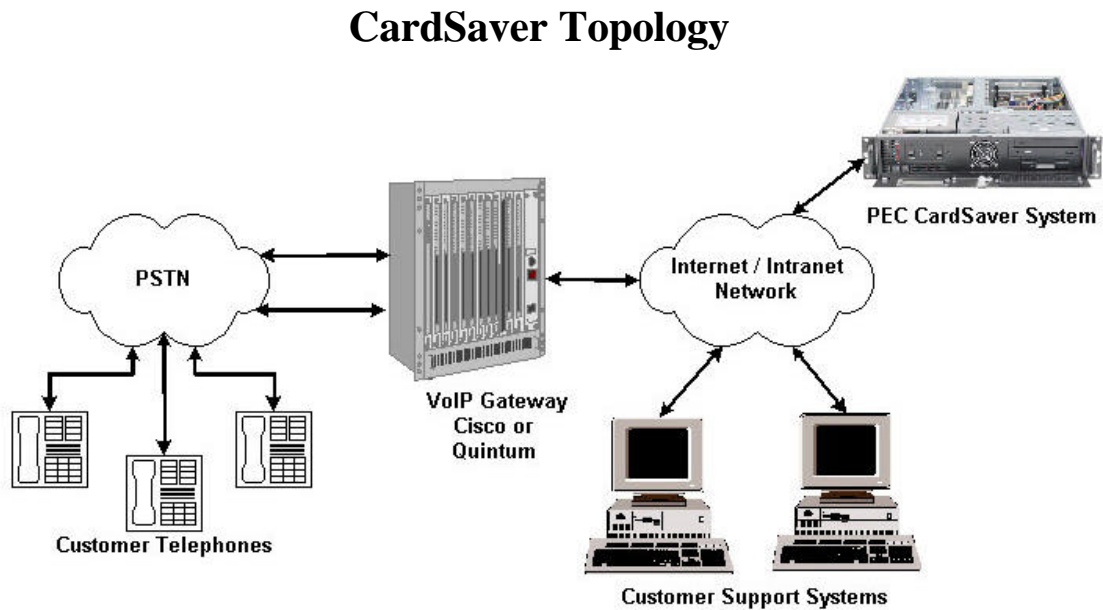 CardSaver Topology
PEC CardSaver System
PSTN
Internet / Intranet
Network
VoIP Gateway
Cisco or
Quintum
Customer Telephones
Customer Support Systems